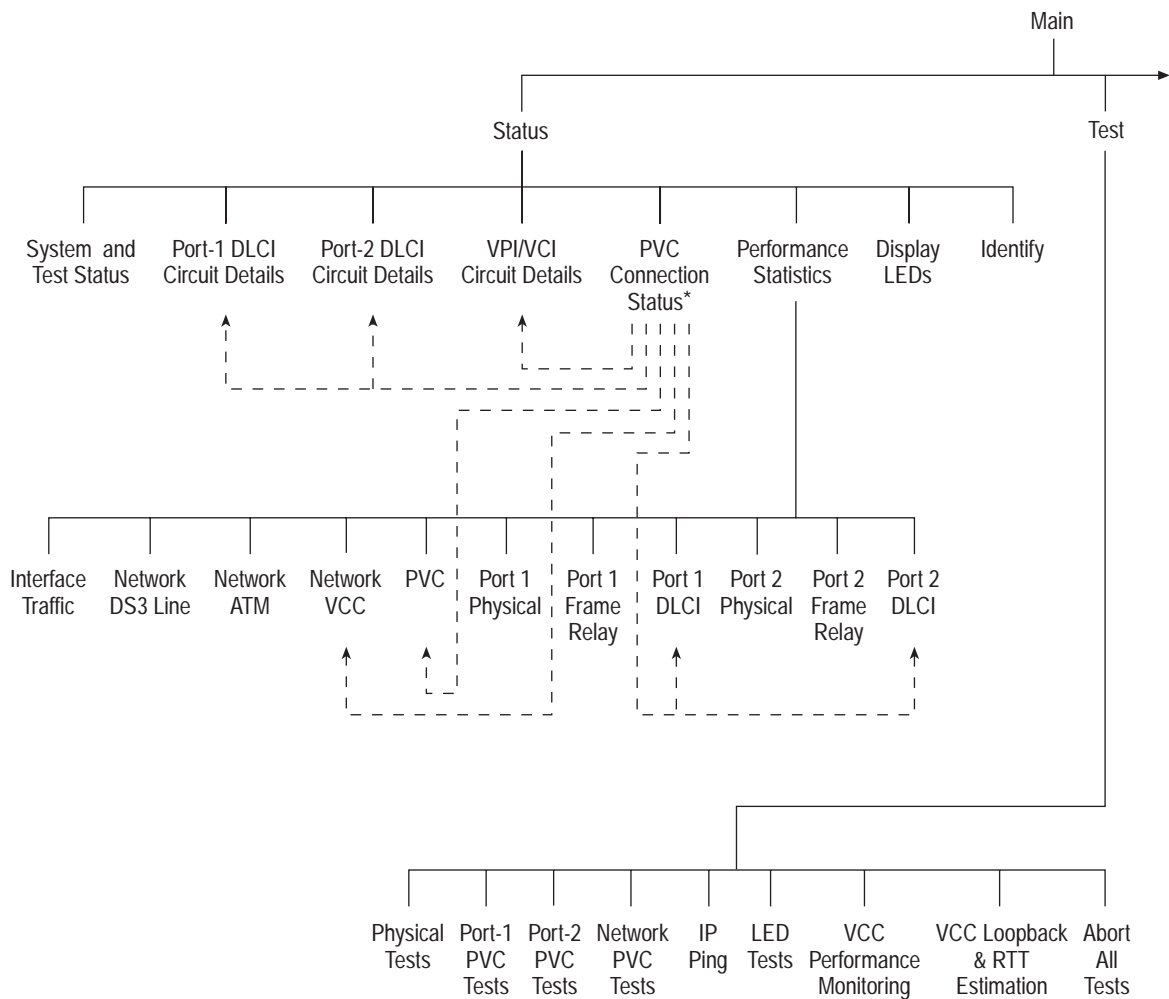 Main
Status
Test
System and
Test Status
Port-1 DLCI
Circuit Details
Port-2 DLCI
Circuit Details
VPI/VCI
Circuit Details
PVC
Connection
Status*
Performance
Statistics
Display
LEDs
Identify
Interface
Traffic
Network
DS3 Line
Network
ATM
Network
VCC
PVC
Port 1
Physical
Port 1
Frame
Relay
Port 1
DLCI
Port 2
Physical
Port 2
Frame
Relay
Port 2
DLCI
Physical
Tests
Port-1
PVC
Tests
Port-2
PVC
Tests
Network
PVC
Tests
IP
Ping
LED
Tests
VCC
Performance
Monitoring
VCC Loopback
& RTT
Estimation
Abort
All
Tests